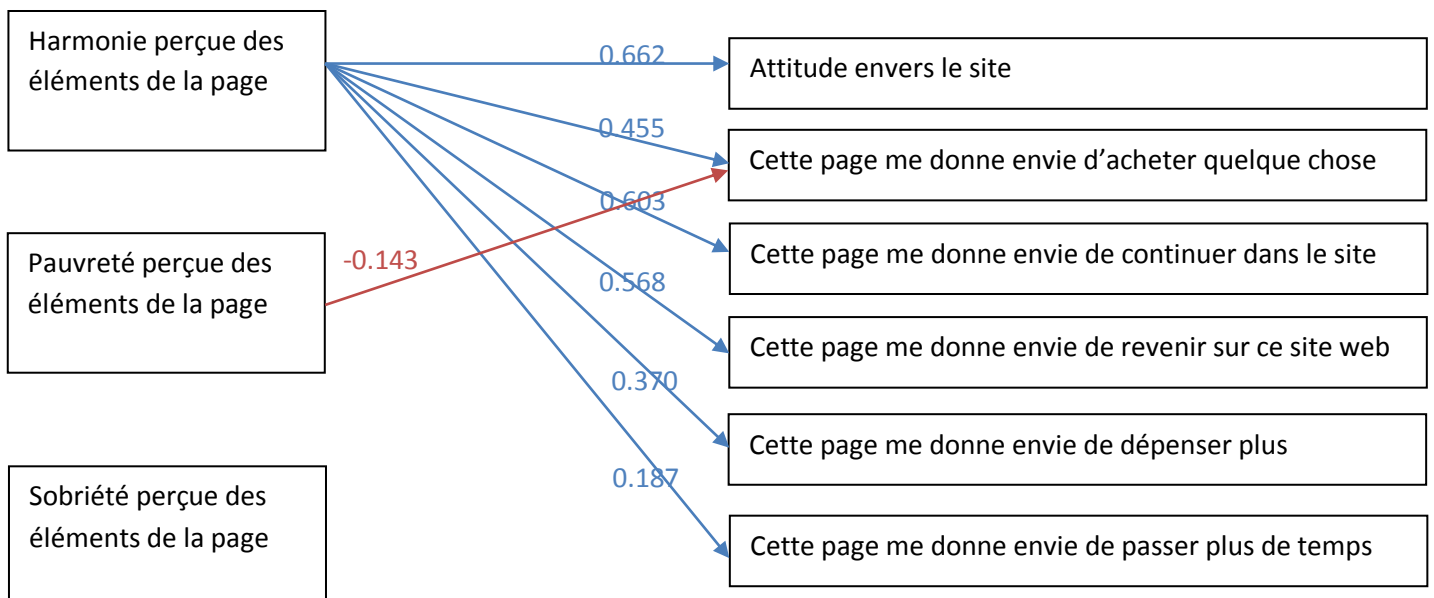 Harmonie perçue des
éléments de la page
0.662
Attitude envers le site
0.455
Cette page me donne envie d’acheter quelque chose
0.603
Pauvreté perçue des
éléments de la page
-0.143
Cette page me donne envie de continuer dans le site
0.568
Cette page me donne envie de revenir sur ce site web
0.370
Cette page me donne envie de dépenser plus
0.187
Sobriété perçue des
éléments de la page
Cette page me donne envie de passer plus de temps